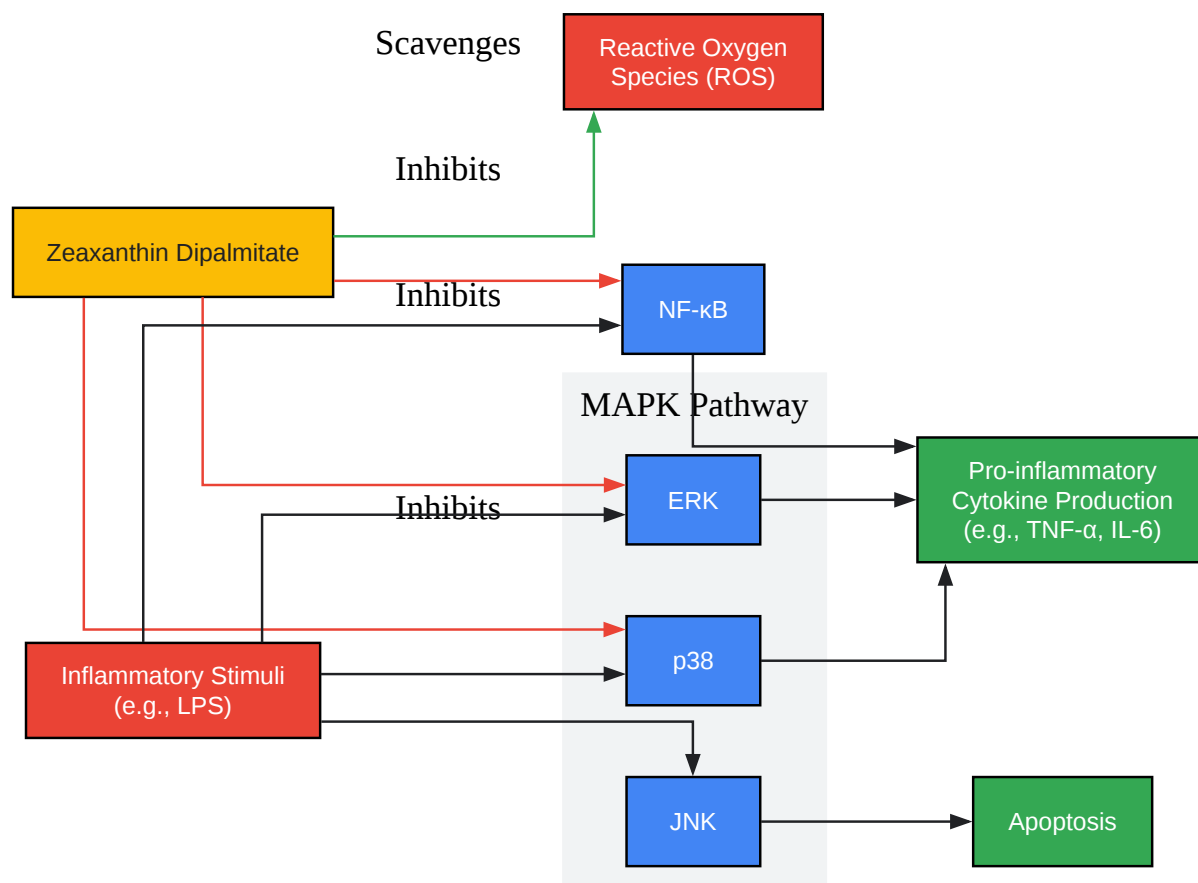 Scavenges
Reactive Oxygen
Species (ROS)
Inhibits
Zeaxanthin Dipalmitate
Inhibits
NF-κB
MAPK Pathway
Pro-inflammatory
Cytokine Production
(e.g., TNF-α, IL-6)
ERK
Inhibits
p38
Inflammatory Stimuli
(e.g., LPS)
JNK
Apoptosis